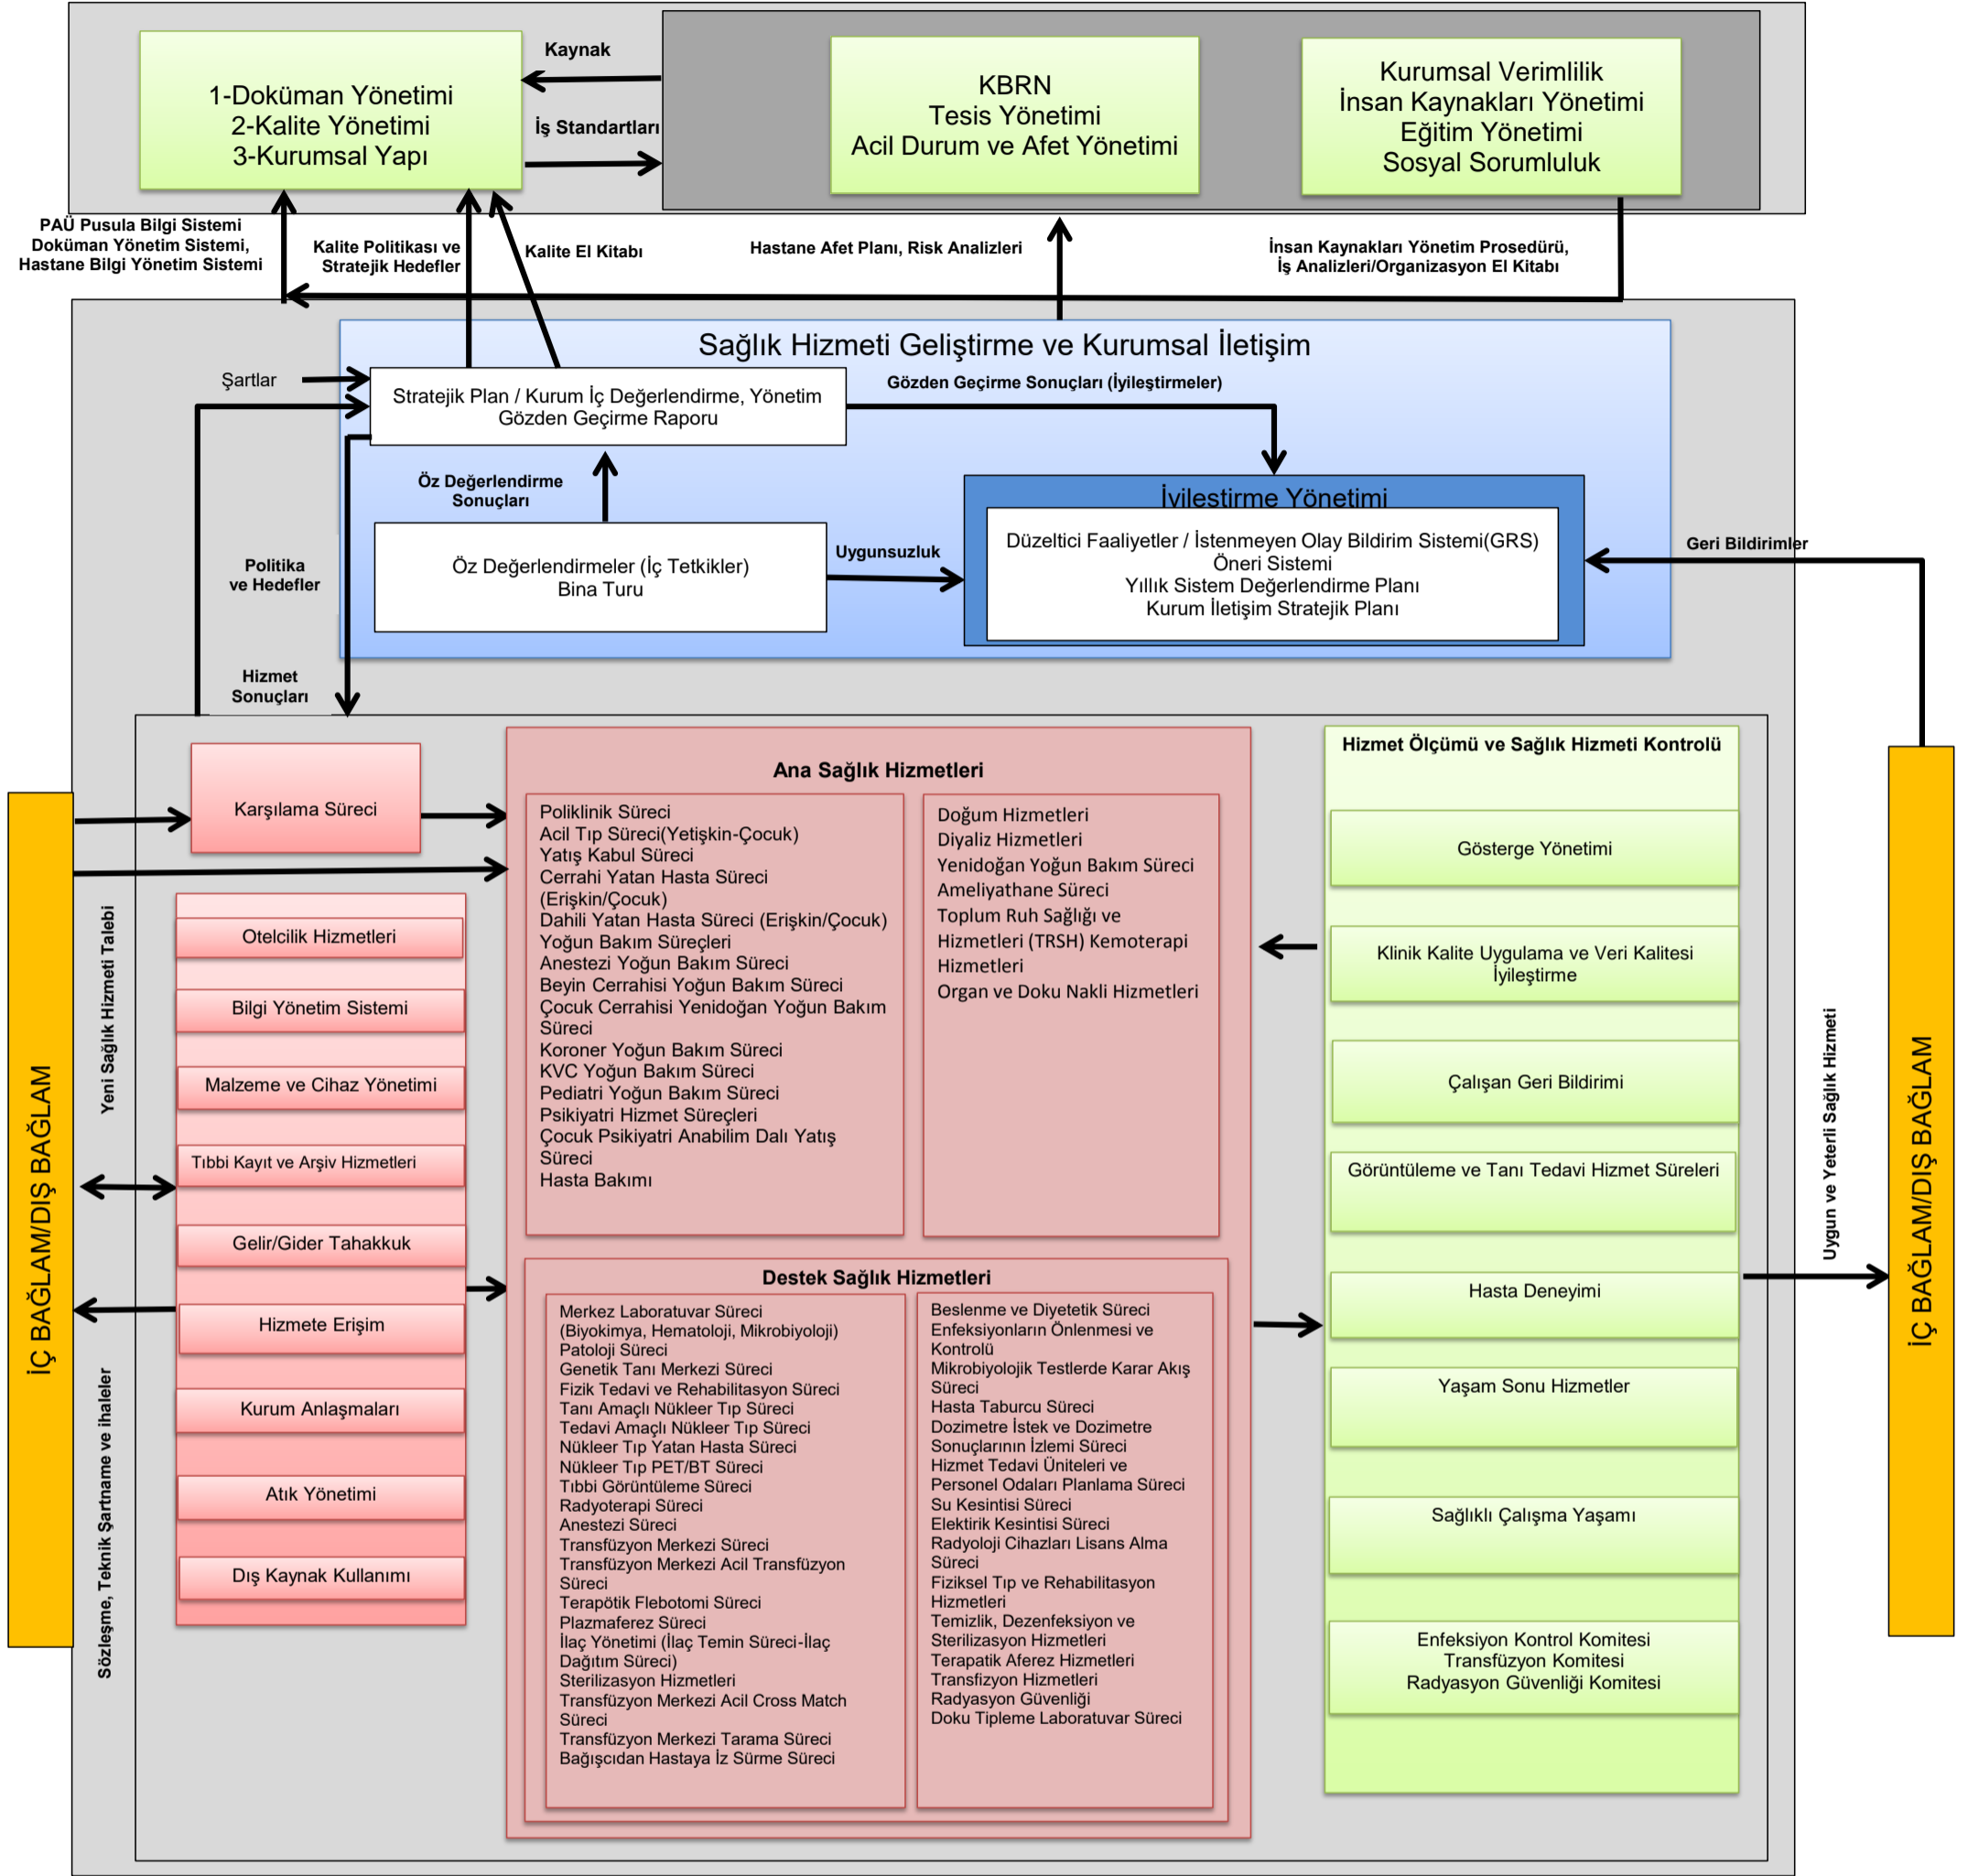 1-Doküman Yönetimi
2-Kalite Yönetimi
3-Kurumsal Yapı
Kaynak
İş Standartları
KBRN
Tesis Yönetimi
Acil Durum ve Afet Yönetimi
Kurumsal Verimlilik
İnsan Kaynakları Yönetimi
Eğitim Yönetimi
Sosyal Sorumluluk
PAÜ Pusula Bilgi Sistemi
Doküman Yönetim Sistemi,
Hastane Bilgi Yönetim Sistemi
Kalite Politikası ve
Stratejik Hedefler
Kalite El Kitabı
Hastane Afet Planı, Risk Analizleri
İnsan Kaynakları Yönetim Prosedürü,
İş Analizleri/Organizasyon El Kitabı
Sağlık Hizmeti Geliştirme ve Kurumsal İletişim
Şartlar
Stratejik Plan / Kurum İç Değerlendirme, Yönetim
Gözden Geçirme Raporu
Gözden Geçirme Sonuçları (İyileştirmeler)
Öz Değerlendirme
Sonuçları
Öz Değerlendirmeler (İç Tetkikler)
Bina Turu
Uygunsuzluk
İyileştirme Yönetimi
Düzeltici Faaliyetler / İstenmeyen Olay Bildirim Sistemi(GRS)
Öneri Sistemi
Yıllık Sistem Değerlendirme Planı
Kurum İletişim Stratejik Planı
Geri Bildirimler
Politika
ve Hedefler
Hizmet
Sonuçları
İÇ BAĞLAM/DIŞ BAĞLAM
Yeni Sağlık Hizmeti Talebi
Sözleşme, Teknik Şartname ve ihaleler
Karşılama Süreci
Otelcilik Hizmetleri
Bilgi Yönetim Sistemi
Malzeme ve Cihaz Yönetimi
Tıbbi Kayıt ve Arşiv Hizmetleri
Gelir/Gider Tahakkuk
Hizmete Erişim
Kurum Anlaşmaları
Atık Yönetimi
Dış Kaynak Kullanımı
Ana Sağlık Hizmetleri
Poliklinik Süreci
Acil Tıp Süreci(Yetişkin-Çocuk)
Yatış Kabul Süreci
Cerrahi Yatan Hasta Süreci
(Erişkin/Çocuk)
Dahili Yatan Hasta Süreci (Erişkin/Çocuk)
Yoğun Bakım Süreçleri
Anestezi Yoğun Bakım Süreci
Beyin Cerrahisi Yoğun Bakım Süreci
Çocuk Cerrahisi Yenidoğan Yoğun Bakım
Süreci
Koroner Yoğun Bakım Süreci
KVC Yoğun Bakım Süreci
Pediatri Yoğun Bakım Süreci
Psikiyatri Hizmet Süreçleri
Çocuk Psikiyatri Anabilim Dalı Yatış
Süreci
Hasta Bakımı
Doğum Hizmetleri
Diyaliz Hizmetleri
Yenidoğan Yoğun Bakım Süreci
Ameliyathane Süreci
Toplum Ruh Sağlığı ve
Hizmetleri (TRSH) Kemoterapi
Hizmetleri
Organ ve Doku Nakli Hizmetleri
Destek Sağlık Hizmetleri
Merkez Laboratuvar Süreci
(Biyokimya, Hematoloji, Mikrobiyoloji)
Patoloji Süreci
Genetik Tanı Merkezi Süreci
Fizik Tedavi ve Rehabilitasyon Süreci
Tanı Amaçlı Nükleer Tıp Süreci
Tedavi Amaçlı Nükleer Tıp Süreci
Nükleer Tıp Yatan Hasta Süreci
Nükleer Tıp PET/BT Süreci
Tıbbi Görüntüleme Süreci
Radyoterapi Süreci
Anestezi Süreci
Transfüzyon Merkezi Süreci
Transfüzyon Merkezi Acil Transfüzyon
Süreci
Terapötik Flebotomi Süreci
Plazmaferez Süreci
İlaç Yönetimi (İlaç Temin Süreci-İlaç
Dağıtım Süreci)
Sterilizasyon Hizmetleri
Transfüzyon Merkezi Acil Cross Match
Süreci
Transfüzyon Merkezi Tarama Süreci
Bağışcıdan Hastaya İz Sürme Süreci
Beslenme ve Diyetetik Süreci
Enfeksiyonların Önlenmesi ve
Kontrolü
Mikrobiyolojik Testlerde Karar Akış
Süreci
Hasta Taburcu Süreci
Dozimetre İstek ve Dozimetre
Sonuçlarının İzlemi Süreci
Hizmet Tedavi Üniteleri ve
Personel Odaları Planlama Süreci
Su Kesintisi Süreci
Elektirik Kesintisi Süreci
Radyoloji Cihazları Lisans Alma
Süreci
Fiziksel Tıp ve Rehabilitasyon
Hizmetleri
Temizlik, Dezenfeksiyon ve
Sterilizasyon Hizmetleri
Terapatik Aferez Hizmetleri
Transfizyon Hizmetleri
Radyasyon Güvenliği
Doku Tipleme Laboratuvar Süreci
Hizmet Ölçümü ve Sağlık Hizmeti Kontrolü
Gösterge Yönetimi
Klinik Kalite Uygulama ve Veri Kalitesi
İyileştirme
Çalışan Geri Bildirimi
Görüntüleme ve Tanı Tedavi Hizmet Süreleri
Hasta Deneyimi
Yaşam Sonu Hizmetler
Sağlıklı Çalışma Yaşamı
Enfeksiyon Kontrol Komitesi
Transfüzyon Komitesi
Radyasyon Güvenliği Komitesi
Uygun ve Yeterli Sağlık Hizmeti
İÇ BAĞLAM/DIŞ BAĞLAM